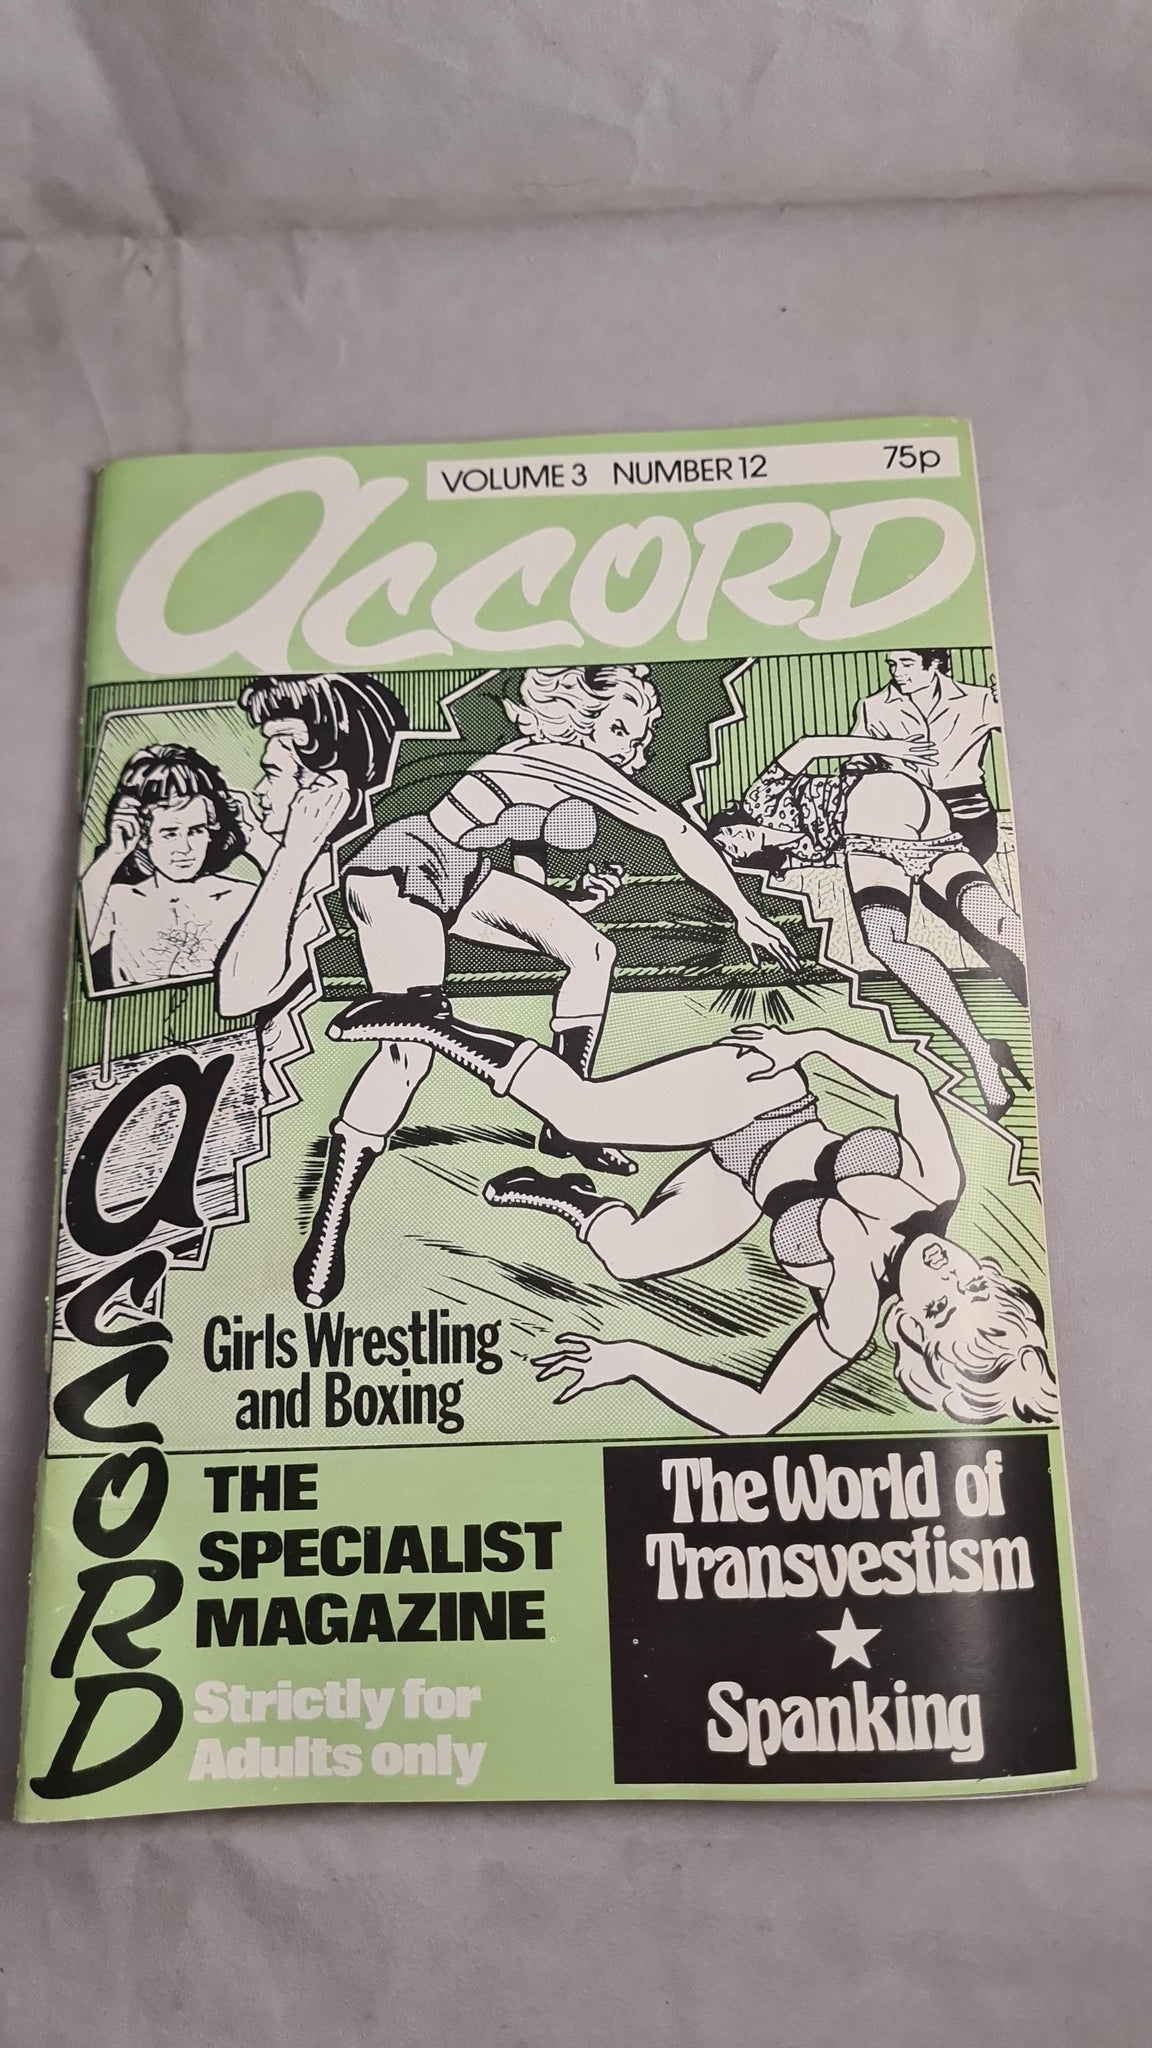 VOLUME 3 NUMBER 12 75p
aCCORD
aCCORD
Girls Wrestling
and Boxing
THE
SPECIALIST
MAGAZINE
Strictly for
Adults only
The World of
Transvestism
Spanking